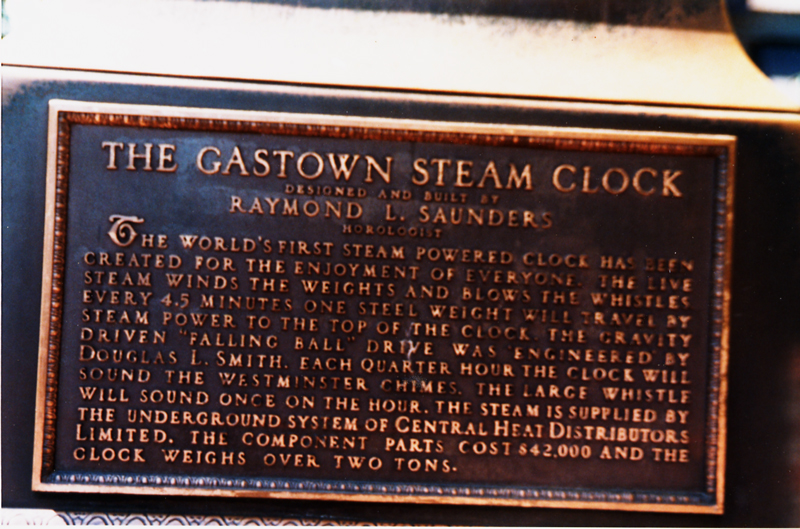 THE GASTOWN STEAM CLOCK
DESIGNED AND BUILT BY
RAYMOND L. SAUNDERS
HOROLOGIST
THE WORLD'S FIRST STEAM POWERED CLOCK HAS BEEN
CREATED FOR THE ENJOYMENT OF EVERYONE. THE LIVE
STEAM WINDS THE WEIGHTS AND BLOWS THE WHISTLES
EVERY 4.5 MINUTES ONE STEEL WEIGHT WILL TRAVEL BY
STEAM POWER TO THE TOP OF THE CLOCK. THE GRAVITY
DRIVEN "FALLING BALL" DRIVE WAS ENGINEERED BY
DOUGLAS L. SMITH. EACH QUARTER HOUR THE CLOCK WILL
SOUND THE WESTMINSTER CHIMES. THE LARGE WHISTLE
WILL SOUND ONCE ON THE HOUR. THE STEAM IS SUPPLIED BY
THE UNDERGROUND SYSTEM OF CENTRAL HEAT DISTRIBUTORS
LIMITED. THE COMPONENT PARTS COST $42,000 AND THE
CLOCK WEIGHS OVER TWO TONS.